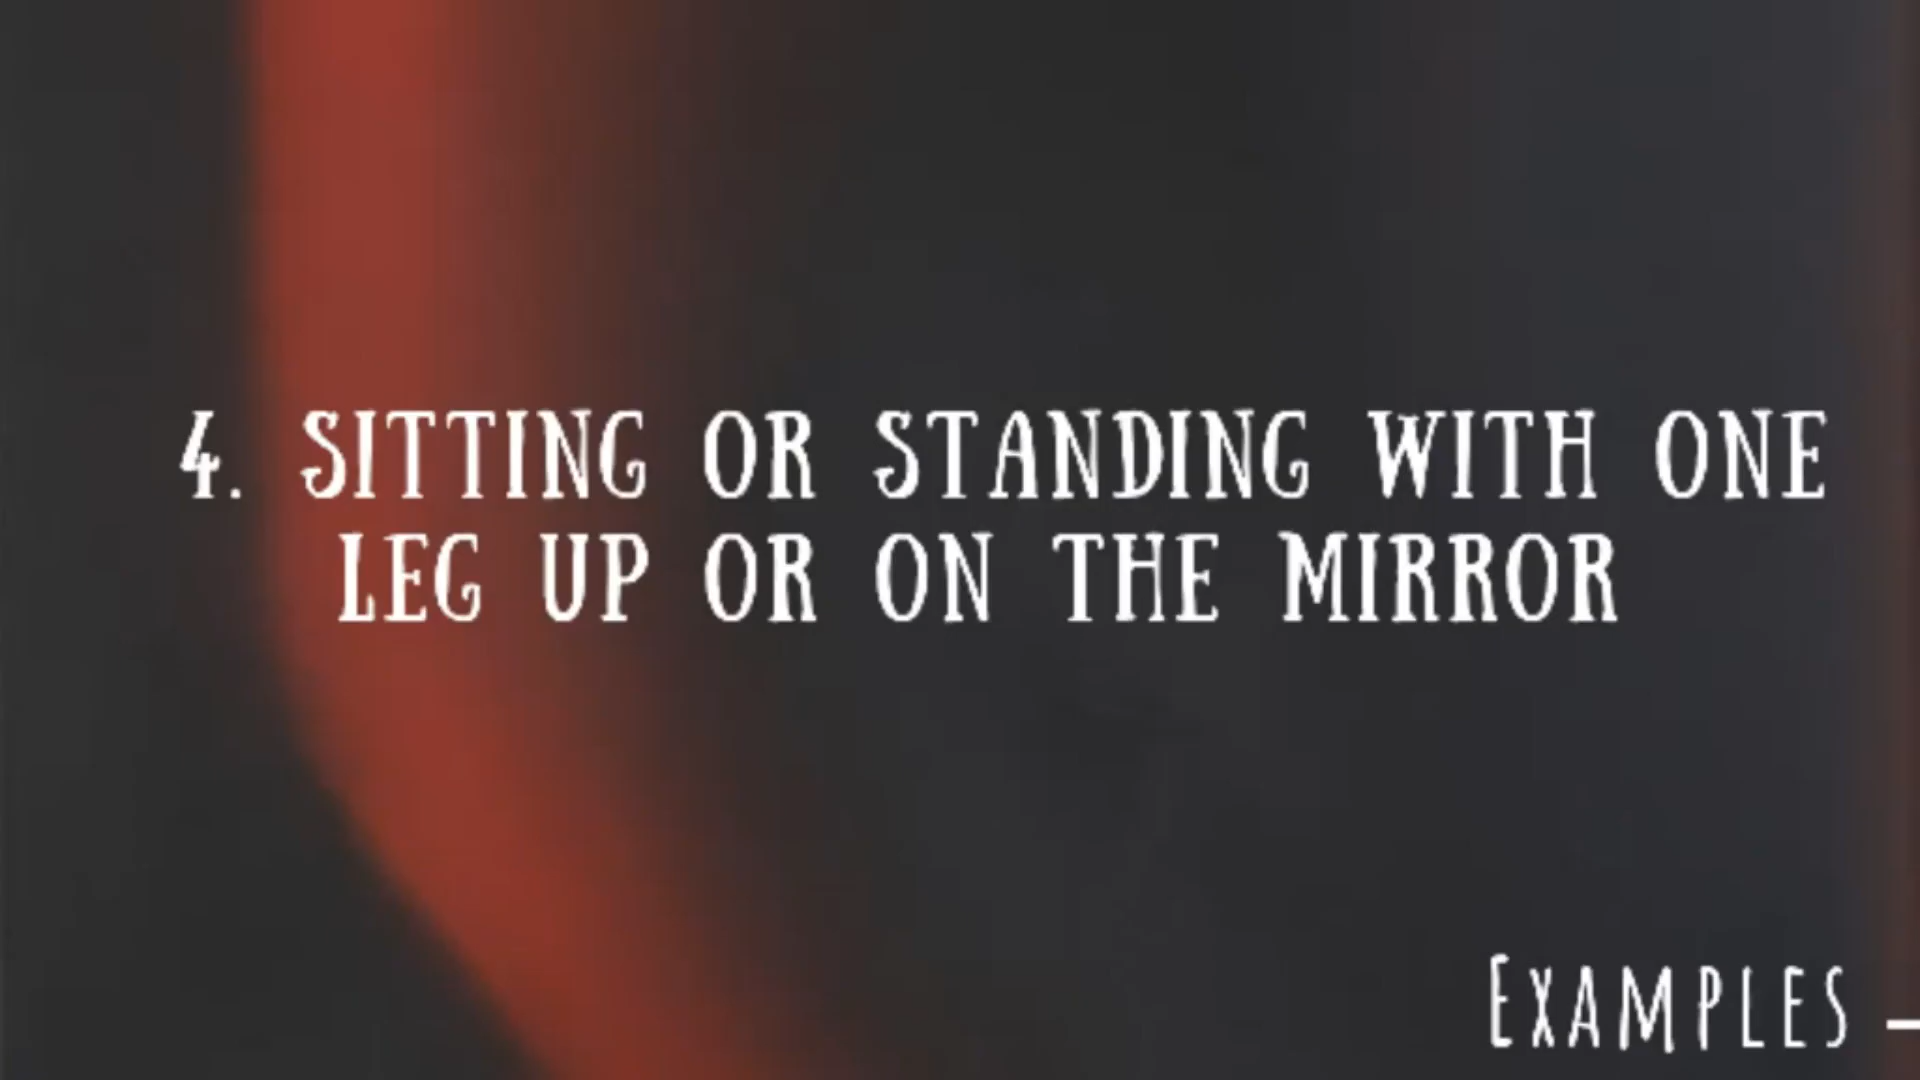 4. SITTING OR STANDING WITH ONE
LEG UP OR ON THE MIRROR
EXAMPLES –